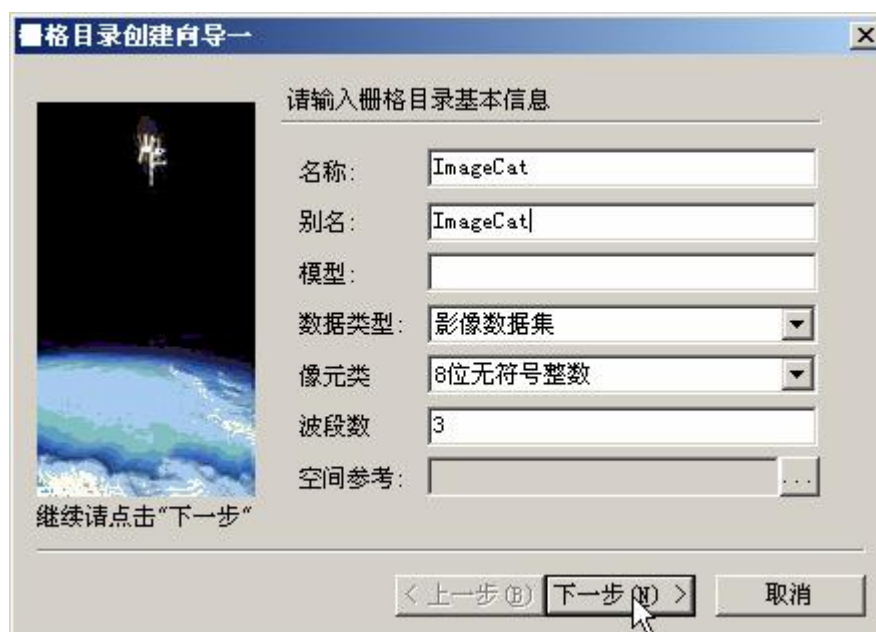 格目录创建向导一
请输入栅格目录基本信息
名称: ImageCat
别名: ImageCat
模型:
数据类型: 影像数据集
像元类 8位无符号整数
波段数 3
空间参考: ...
继续请点击“下一步”
< 上一步(B) 下一步(N) > 取消